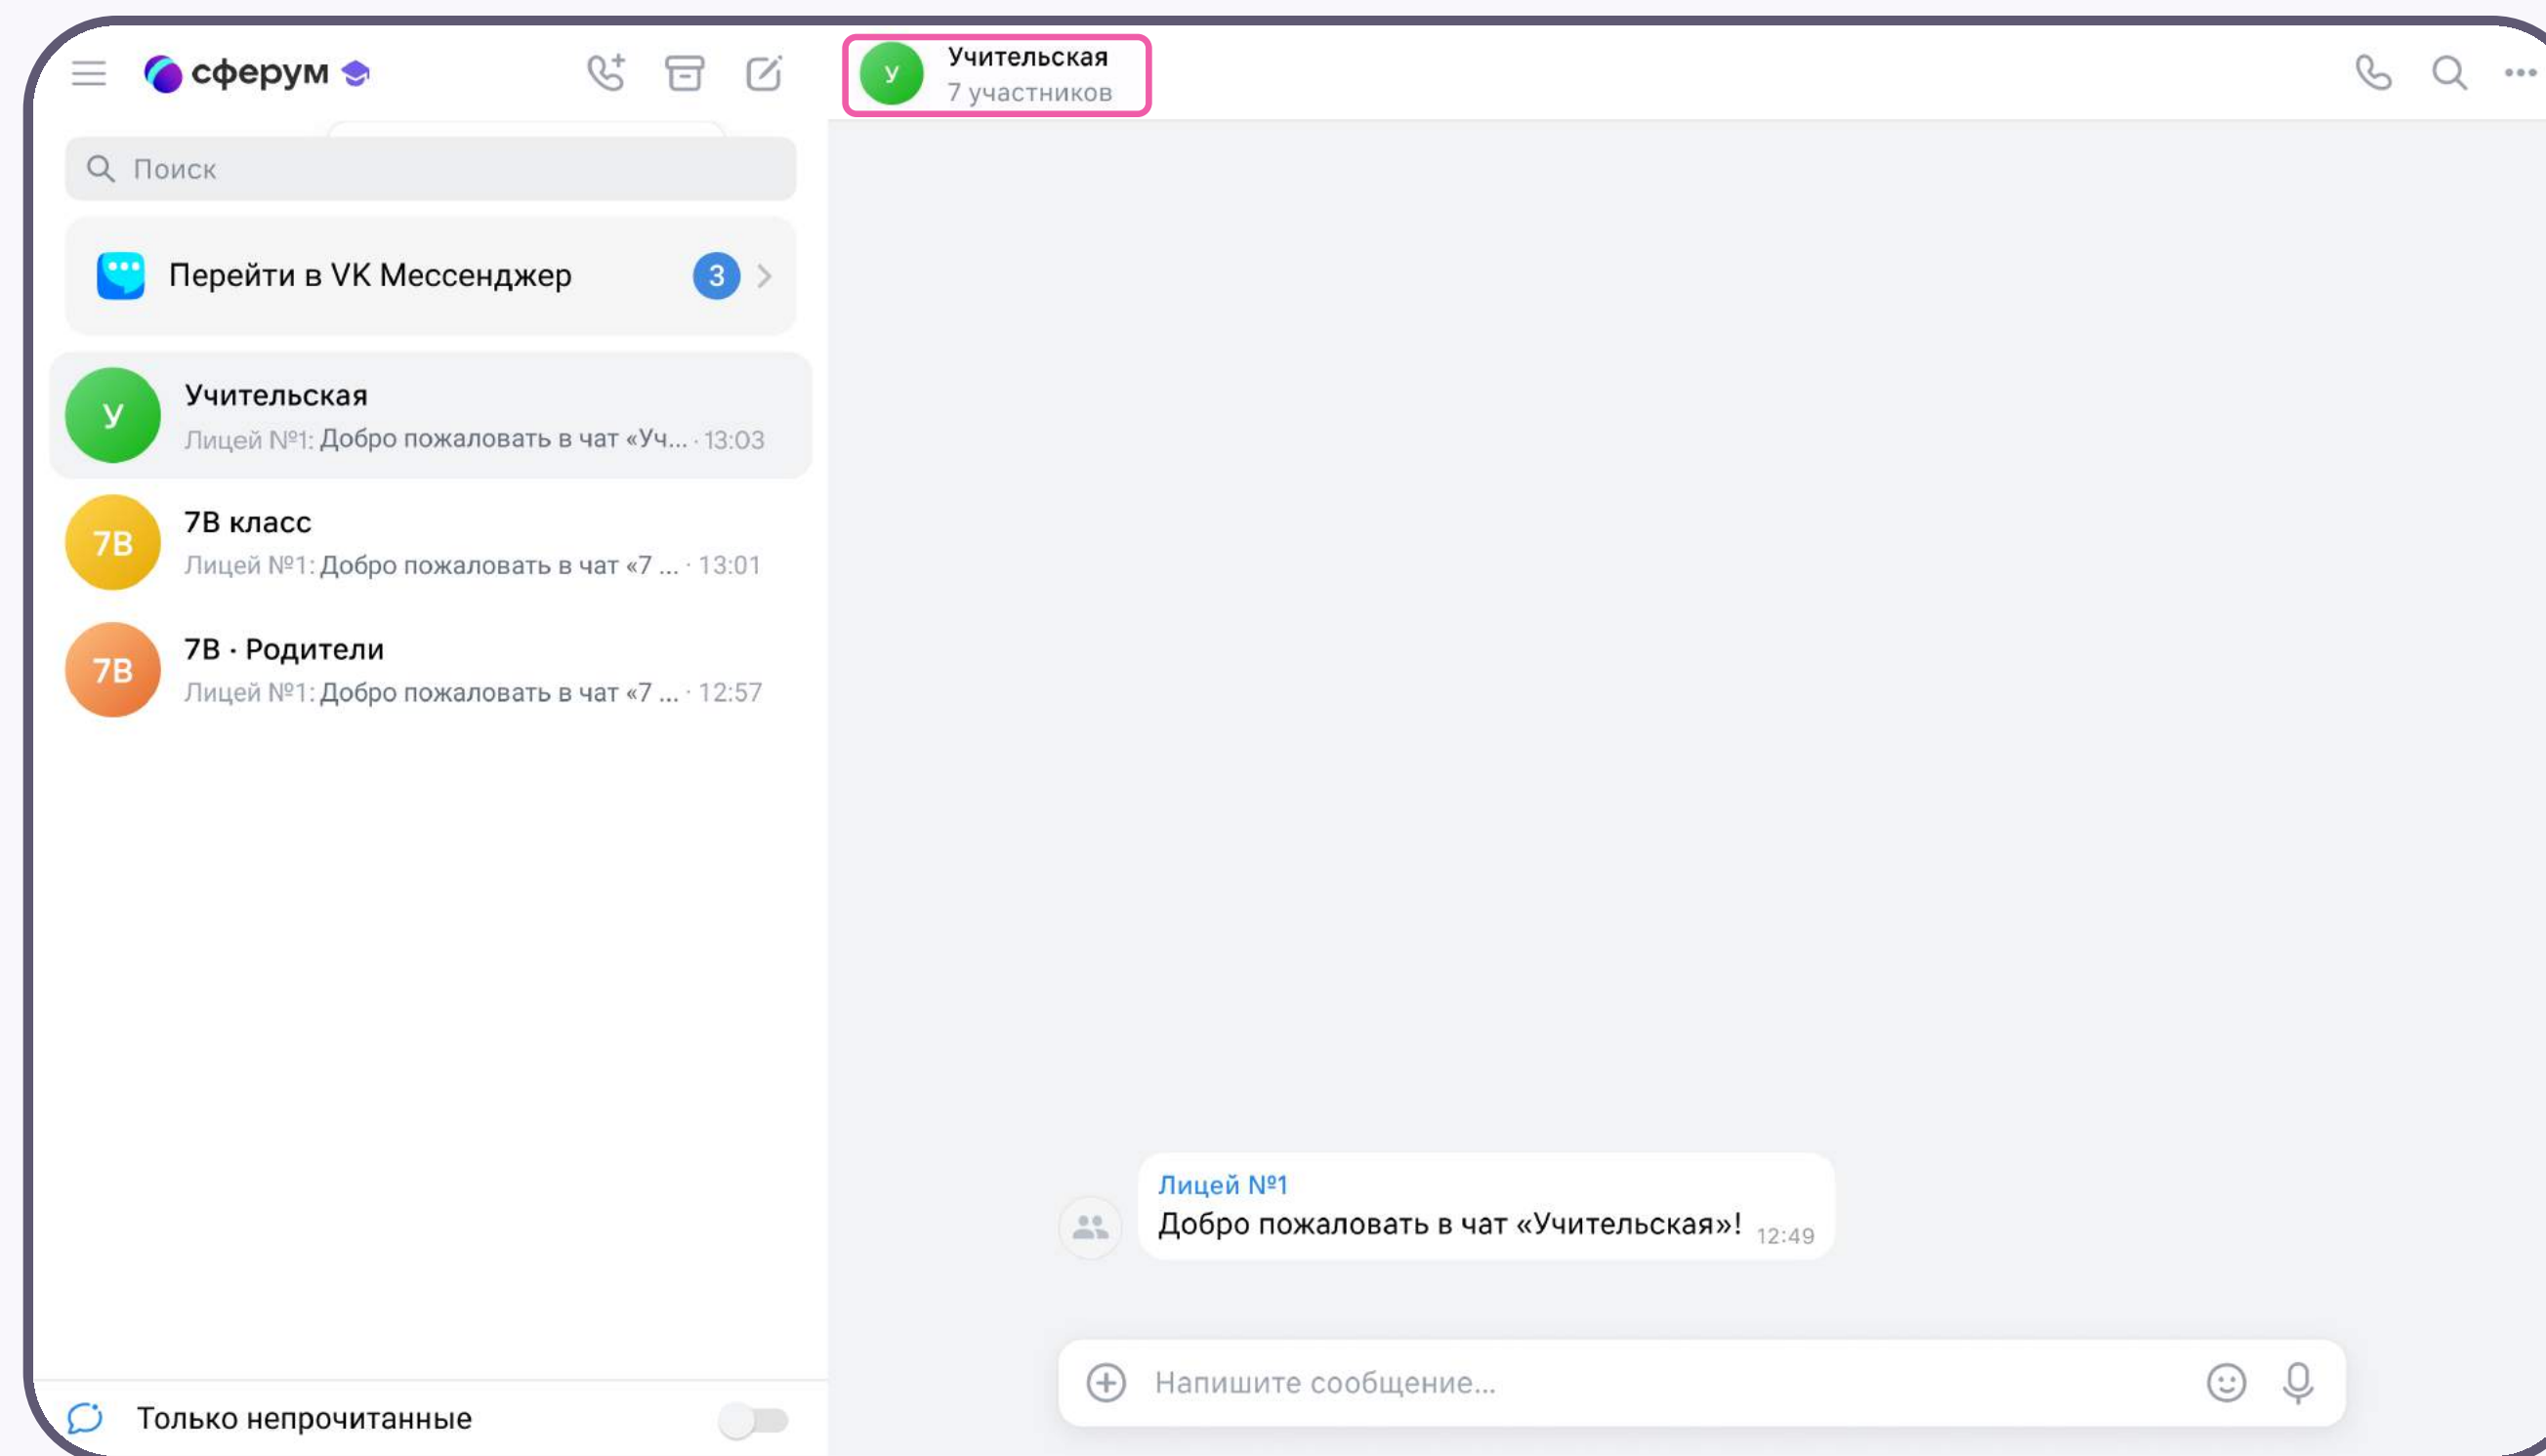 сферум
Поиск
Перейти в VK Мессенджер
3
У
Учительская
Лицей №1: Добро пожаловать в чат «Уч... · 13:03
7В
7В класс
Лицей №1: Добро пожаловать в чат «7 ... · 13:01
7В
7В · Родители
Лицей №1: Добро пожаловать в чат «7 ... · 12:57
Только непрочитанные
У
Учительская
7 участников
Лицей №1
Добро пожаловать в чат «Учительская»! 12:49
Напишите сообщение...